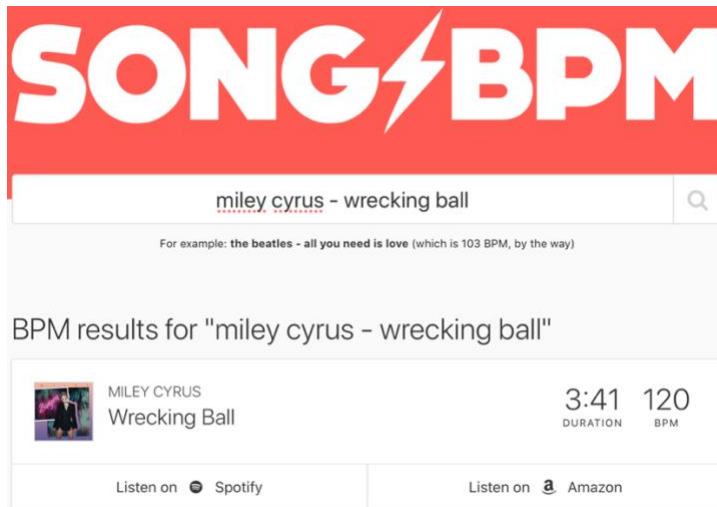 SONG⚡BPM
miley cyrus - wrecking ball
For example: the beatles - all you need is love (which is 103 BPM, by the way)
BPM results for "miley cyrus - wrecking ball"
MILEY CYRUS
Wrecking Ball
3:41 120
DURATION BPM
Listen on Spotify
Listen on Amazon